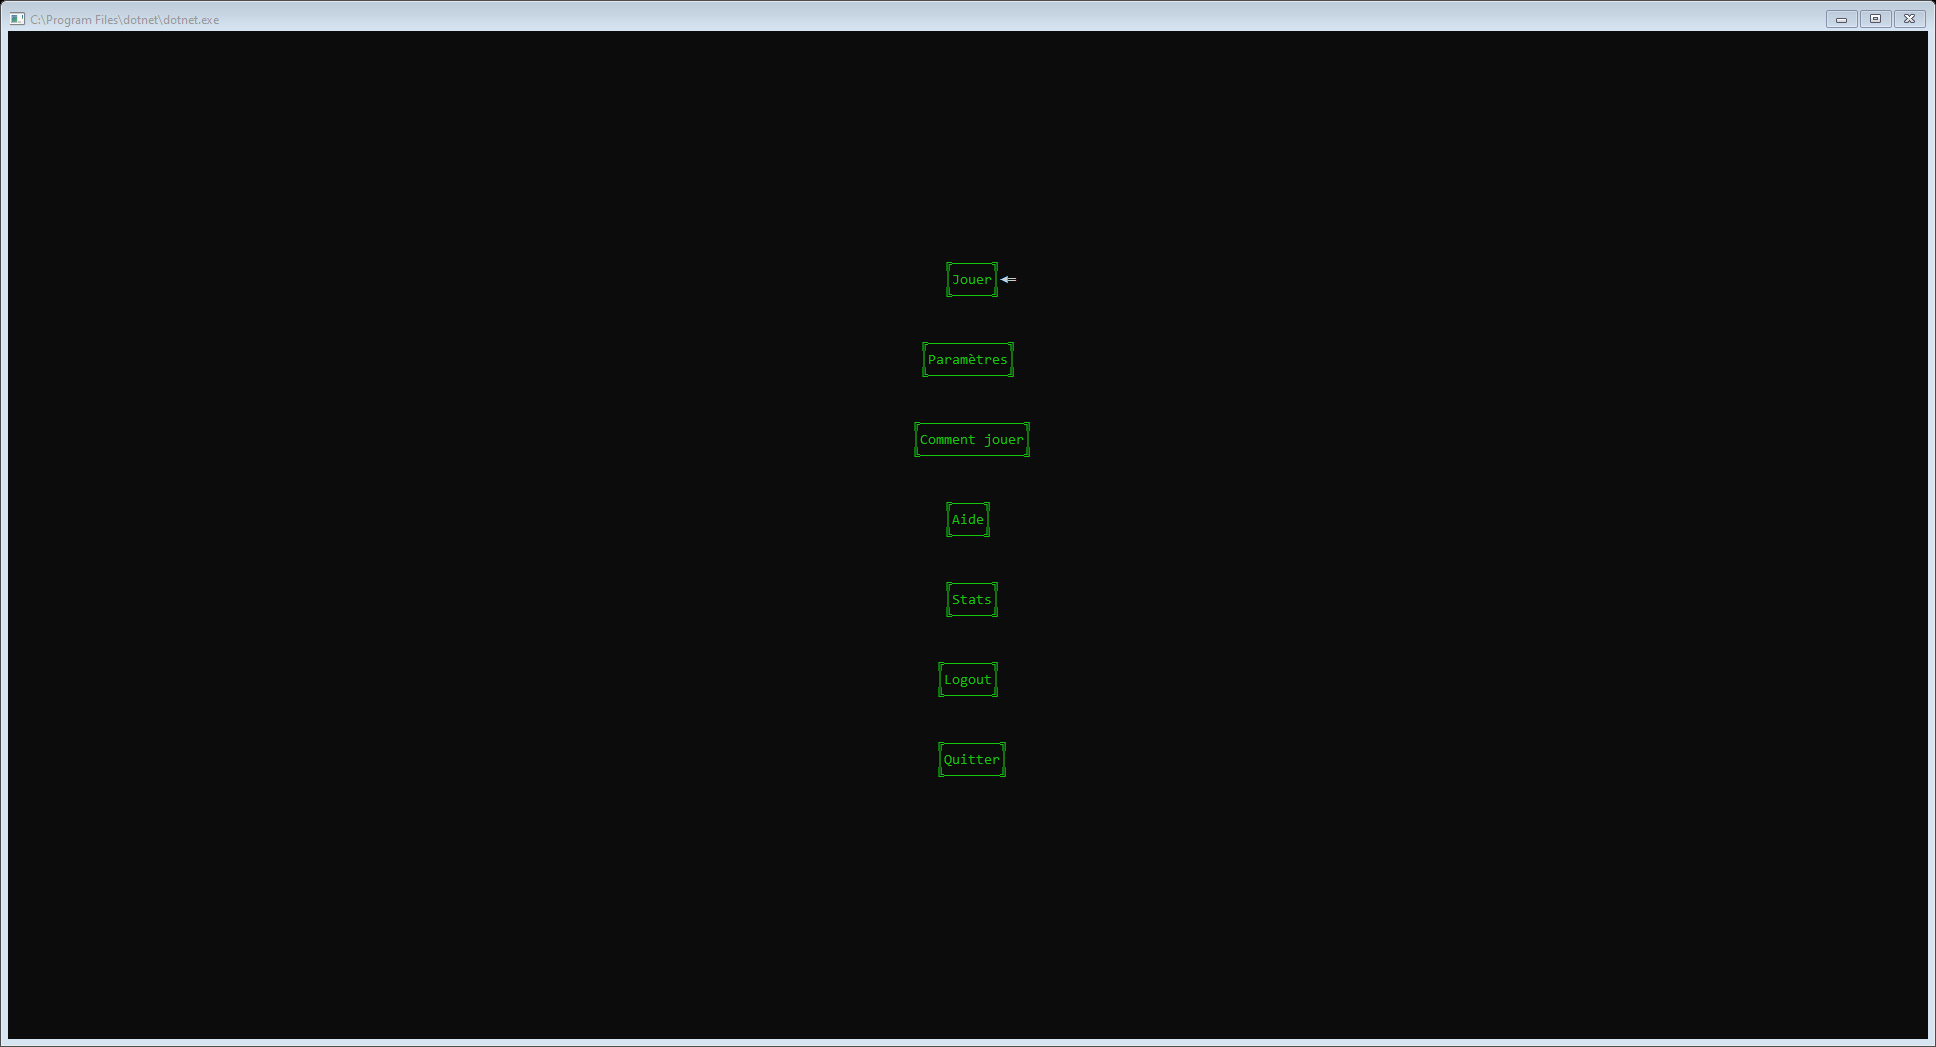 C:\Program Files\dotnet\dotnet.exe
Jouer
Paramètres
Comment jouer
Aide
Stats
Logout
Quitter